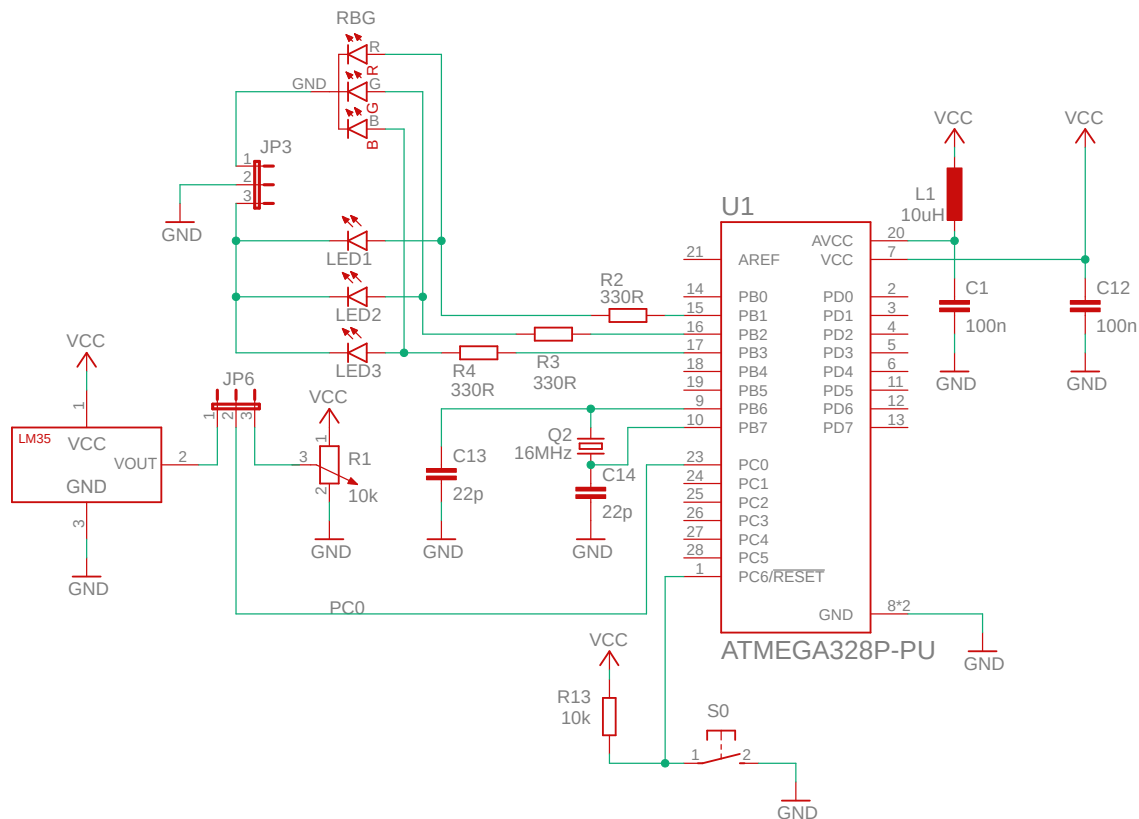 RBG
R
R
GND
G
G
B
B
JP3
1
2
3
GND
LED1
LED2
LED3
R2
330R
R3
330R
R4
330R
VCC
L1
10uH
VCC
C1
100n
GND
C12
100n
GND
U1
21 AREF
14 PB0
15 PB1
16 PB2
17 PB3
18 PB4
19 PB5
9 PB6
10 PB7
23 PC0
24 PC1
25 PC2
26 PC3
27 PC4
28 PC5
1 PC6/RESET
AVCC 20
VCC 7
PD0 2
PD1 3
PD2 4
PD3 5
PD4 6
PD5 11
PD6 12
PD7 13
GND 8*2
ATMEGA328P-PU
GND
VCC
1
LM35
VCC
VOUT 2
GND
3
GND
JP6
1
2
3
VCC
1
3
R1
10k
2
GND
C13
22p
GND
Q2
16MHz
C14
22p
GND
PC0
VCC
R13
10k
S0
1 2
GND